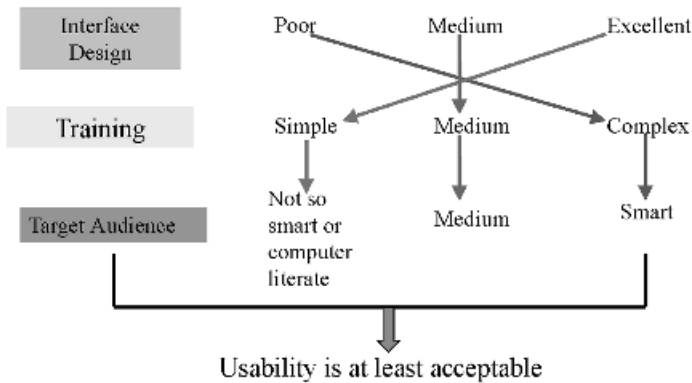 Interface
Design
Poor
Medium
Excellent
Training
Simple
Medium
Complex
Target Audience
Not so
smart or
computer
literate
Medium
Smart
Usability is at least acceptable